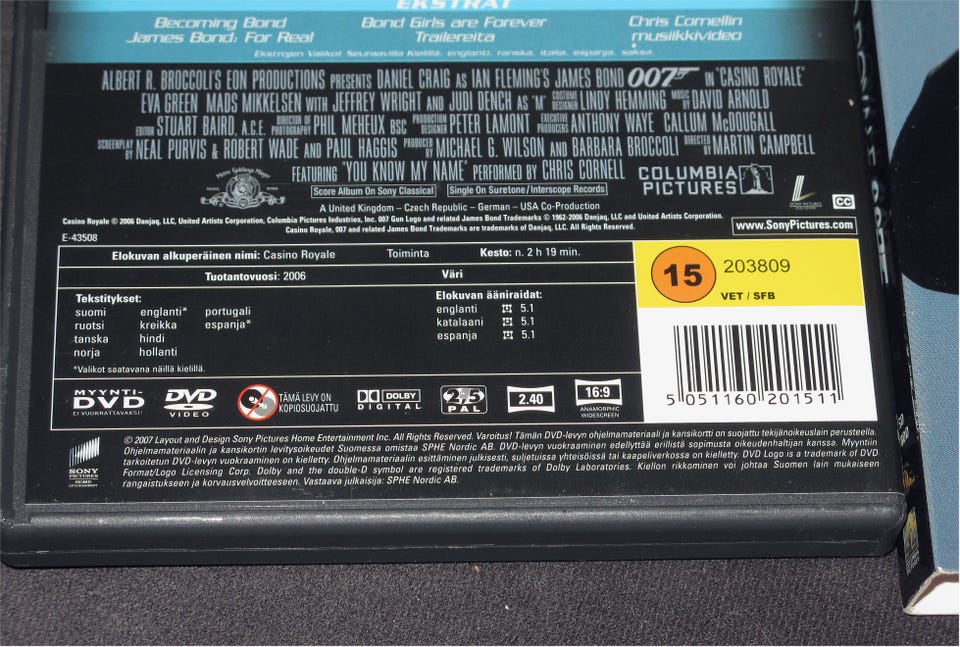 EKSTRAT
Becoming Bond Bond Girls are Forever Chris Cornellin
James Bond: For Real Trailereita musiikkivideo
Ekstrojen Valikot Seuraavilla Kielillä: englanti, ranska, italia, espanja, saksa.
ALBERT R. BROCCOLI'S EON PRODUCTIONS PRESENTS DANIEL CRAIG AS IAN FLEMING'S JAMES BOND 007 IN "CASINO ROYALE"
EVA GREEN MADS MIKKELSEN WITH JEFFREY WRIGHT AND JUDI DENCH AS "M" COSTUME DESIGNER LINDY HEMMING MUSIC BY DAVID ARNOLD
EDITOR STUART BAIRD, A.C.E. DIRECTOR OF PHOTOGRAPHY PHIL MEHEUX BSC PRODUCTION DESIGNER PETER LAMONT EXECUTIVE PRODUCERS ANTHONY WAYE CALLUM McDOUGALL
SCREENPLAY BY NEAL PURVIS & ROBERT WADE AND PAUL HAGGIS PRODUCED BY MICHAEL G. WILSON AND BARBARA BROCCOLI DIRECTED BY MARTIN CAMPBELL
FEATURING "YOU KNOW MY NAME" PERFORMED BY CHRIS CORNELL
Metro Goldwyn Mayer
COLUMBIA PICTURES
Score Album On Sony Classical Single On Suretone/Interscope Records
CC
A United Kingdom – Czech Republic – German – USA Co-Production
Casino Royale © 2006 Danjaq, LLC, United Artists Corporation, Columbia Pictures Industries, Inc. 007 Gun Logo and related James Bond Trademarks © 1962-2006 Danjaq, LLC and United Artists Corporation.
Casino Royale, 007 and related James Bond Trademarks are trademarks of Danjaq, LLC. All Rights Reserved.
www.SonyPictures.com
E-43508
Elokuvan alkuperäinen nimi: Casino Royale Toiminta Kesto: n. 2 h 19 min.
Tuotantovuosi: 2006 Väri
15 203809
VET / SFB
Tekstitykset: Elokuvan ääniraidat:
suomi englanti* portugali englanti 5.1
ruotsi kreikka espanja* katalaani 5.1
tanska hindi espanja 5.1
norja hollanti
*Valikot saatavana näillä kielillä.
5 051160 201511
MYYNTI-
DVD
EI VUOKRATTAVAKSI!
DVD
VIDEO
TÄMÄ LEVY ON
KOPIOSUOJATTU
DOLBY
DIGITAL
2.5
PAL
2.40
16:9
ANAMORPHIC
WIDESCREEN
SONY
PICTURES
HOME
ENTERTAINMENT
© 2007 Layout and Design Sony Pictures Home Entertainment Inc. All Rights Reserved. Varoitus! Tämän DVD-levyn ohjelmamateriaali ja kansikortti on suojattu tekijänoikeuslain perusteella.
Ohjelmamateriaalin ja kansikortin levitysoikeudet Suomessa omistaa SPHE Nordic AB. DVD-levyn vuokraaminen edellyttää erillistä sopimusta oikeudenhaltijan kanssa. Myyntiin
tarkoitetun DVD-levyn vuokraaminen on kielletty. Ohjelmamateriaalin esittäminen julkisesti, suljetuissa yhteisöissä tai kaapeliverkossa on kielletty. DVD Logo is a trademark of DVD
Format/Logo Licensing Corp. Dolby and the double-D symbol are registered trademarks of Dolby Laboratories. Kiellon rikkominen voi johtaa Suomen lain mukaiseen
rangaistukseen ja korvausvelvoitteeseen. Vastaava julkaisija: SPHE Nordic AB.